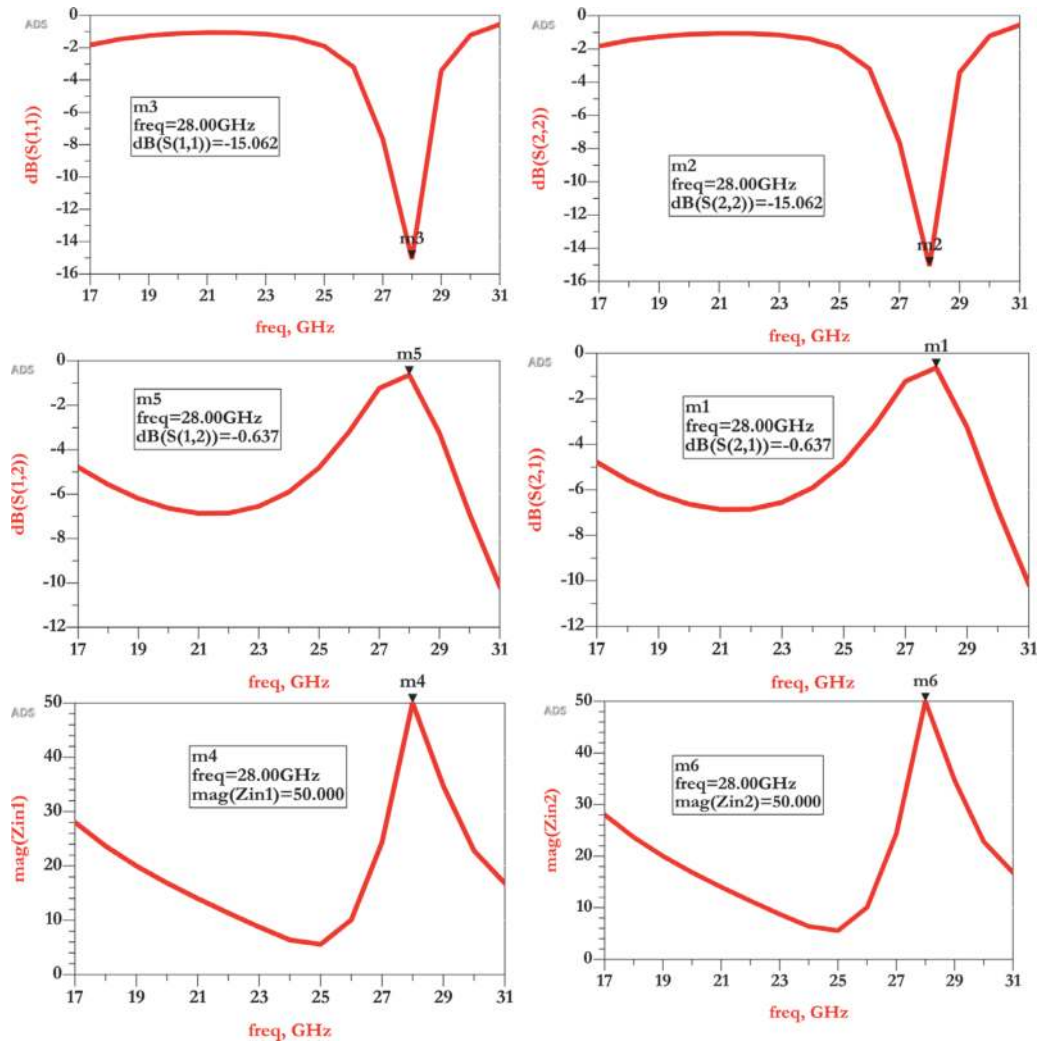 ADS
dB(S(1,1))
0
-2
-4
-6
-8
-10
-12
-14
-16
m3
freq=28.00GHz
dB(S(1,1))=-15.062
m3
17 19 21 23 25 27 29 31
freq, GHz
ADS
dB(S(2,2))
0
-2
-4
-6
-8
-10
-12
-14
-16
m2
freq=28.00GHz
dB(S(2,2))=-15.062
m2
17 19 21 23 25 27 29 31
freq, GHz
ADS
dB(S(1,2))
0
-2
-4
-6
-8
-10
-12
m5
m5
freq=28.00GHz
dB(S(1,2))=-0.637
17 19 21 23 25 27 29 31
freq, GHz
ADS
dB(S(2,1))
0
-2
-4
-6
-8
-10
-12
m1
m1
freq=28.00GHz
dB(S(2,1))=-0.637
17 19 21 23 25 27 29 31
freq, GHz
ADS
mag(Zin1)
50
40
30
20
10
0
m4
m4
freq=28.00GHz
mag(Zin1)=50.000
17 19 21 23 25 27 29 31
freq, GHz
ADS
mag(Zin2)
50
40
30
20
10
0
m6
m6
freq=28.00GHz
mag(Zin2)=50.000
17 19 21 23 25 27 29 31
freq, GHz